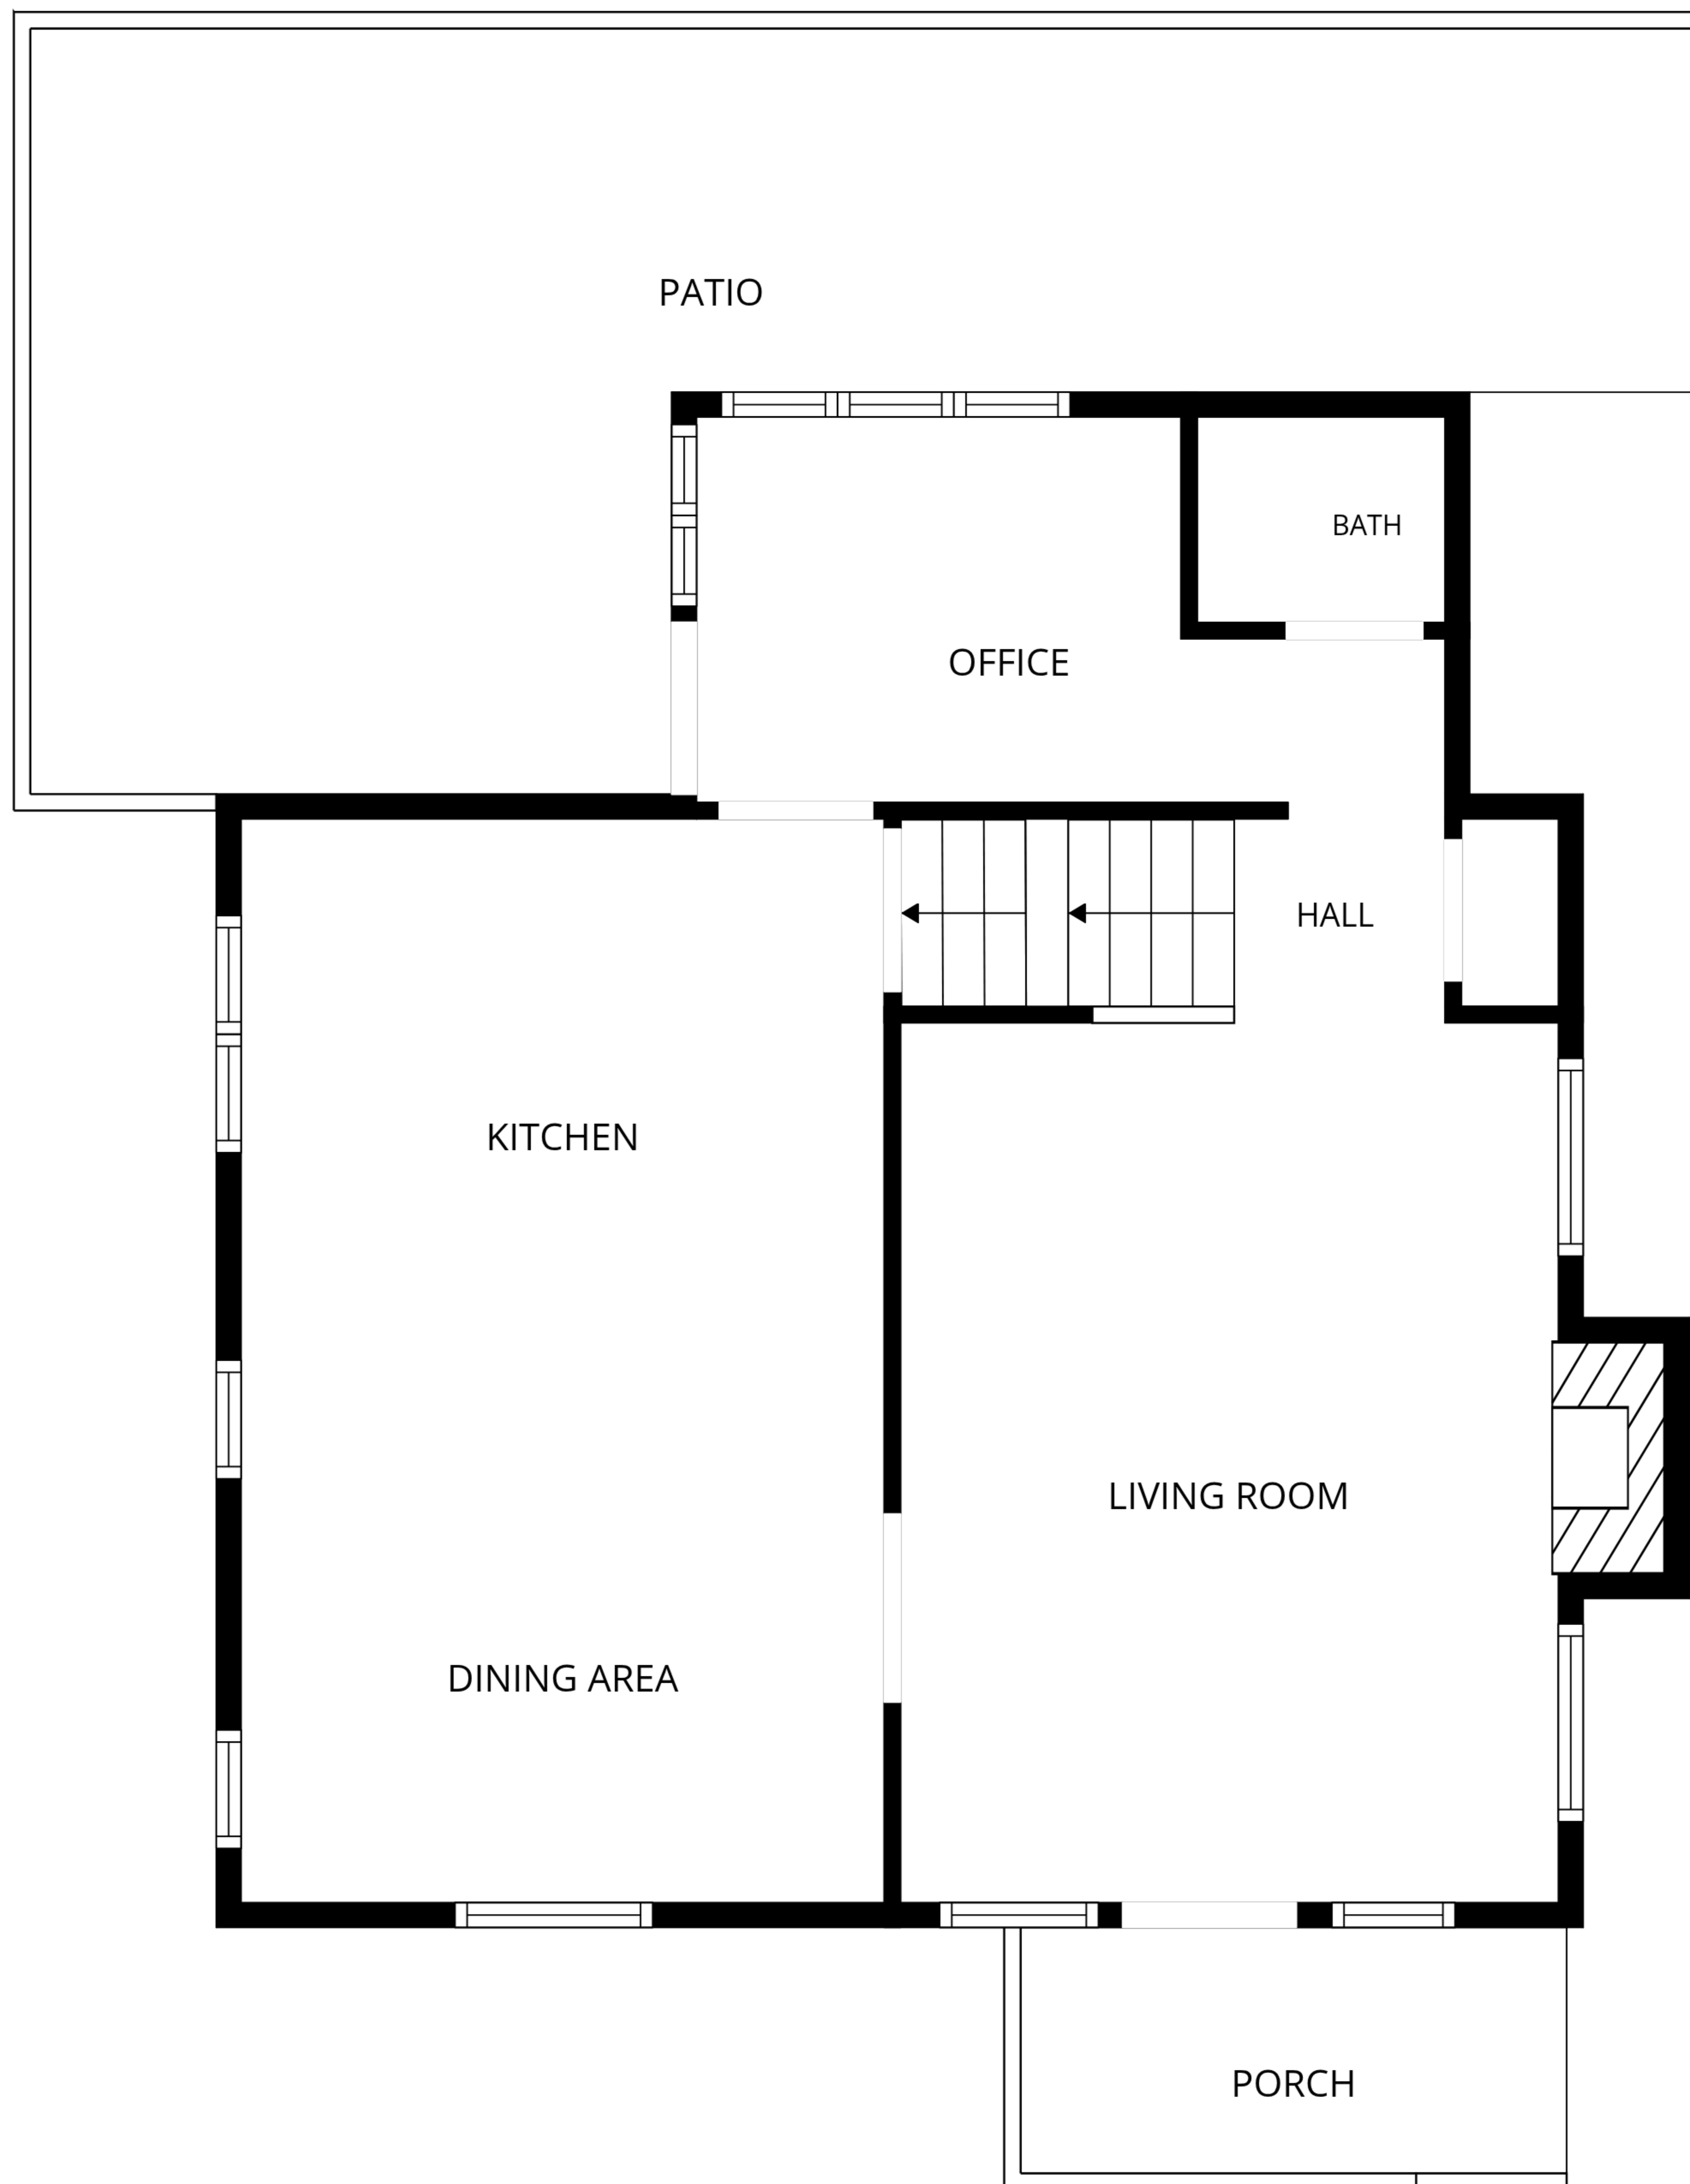 PATIO
BATH
OFFICE
HALL
KITCHEN
LIVING ROOM
DINING AREA
PORCH